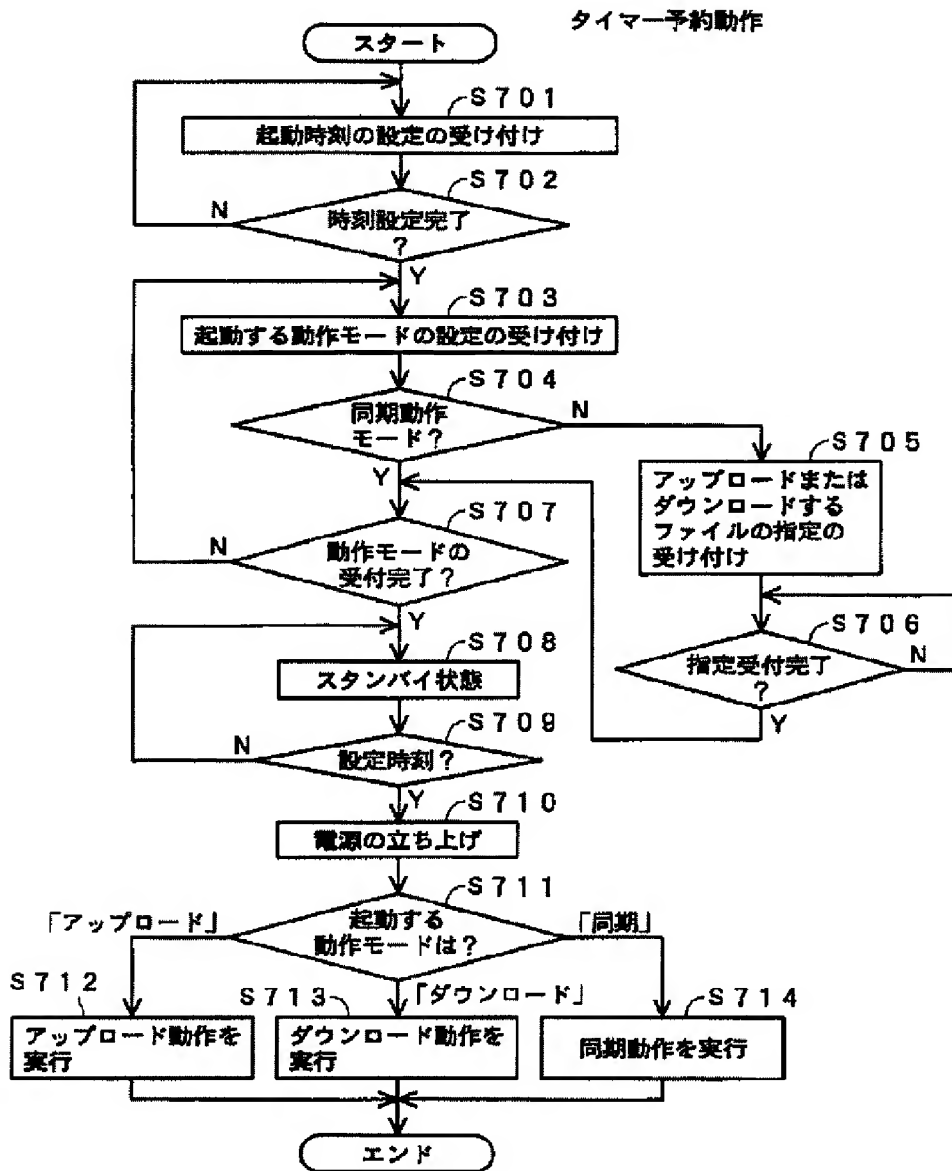 タイマー予約動作
スタート
S701
起動時刻の設定の受け付け
S702
時刻設定完了
?
N
Y
S703
起動する動作モードの設定の受け付け
S704
同期動作
モード?
N
Y
S705
アップロードまたは
ダウンロードする
ファイルの指定の
受け付け
S706
指定受付完了
?
N
Y
S707
動作モードの
受付完了?
N
Y
S708
スタンバイ状態
S709
設定時刻?
N
Y
S710
電源の立ち上げ
S711
起動する
動作モードは?
「アップロード」
「同期」
「ダウンロード」
S712
アップロード動作を
実行
S713
ダウンロード動作を
実行
S714
同期動作を実行
エンド